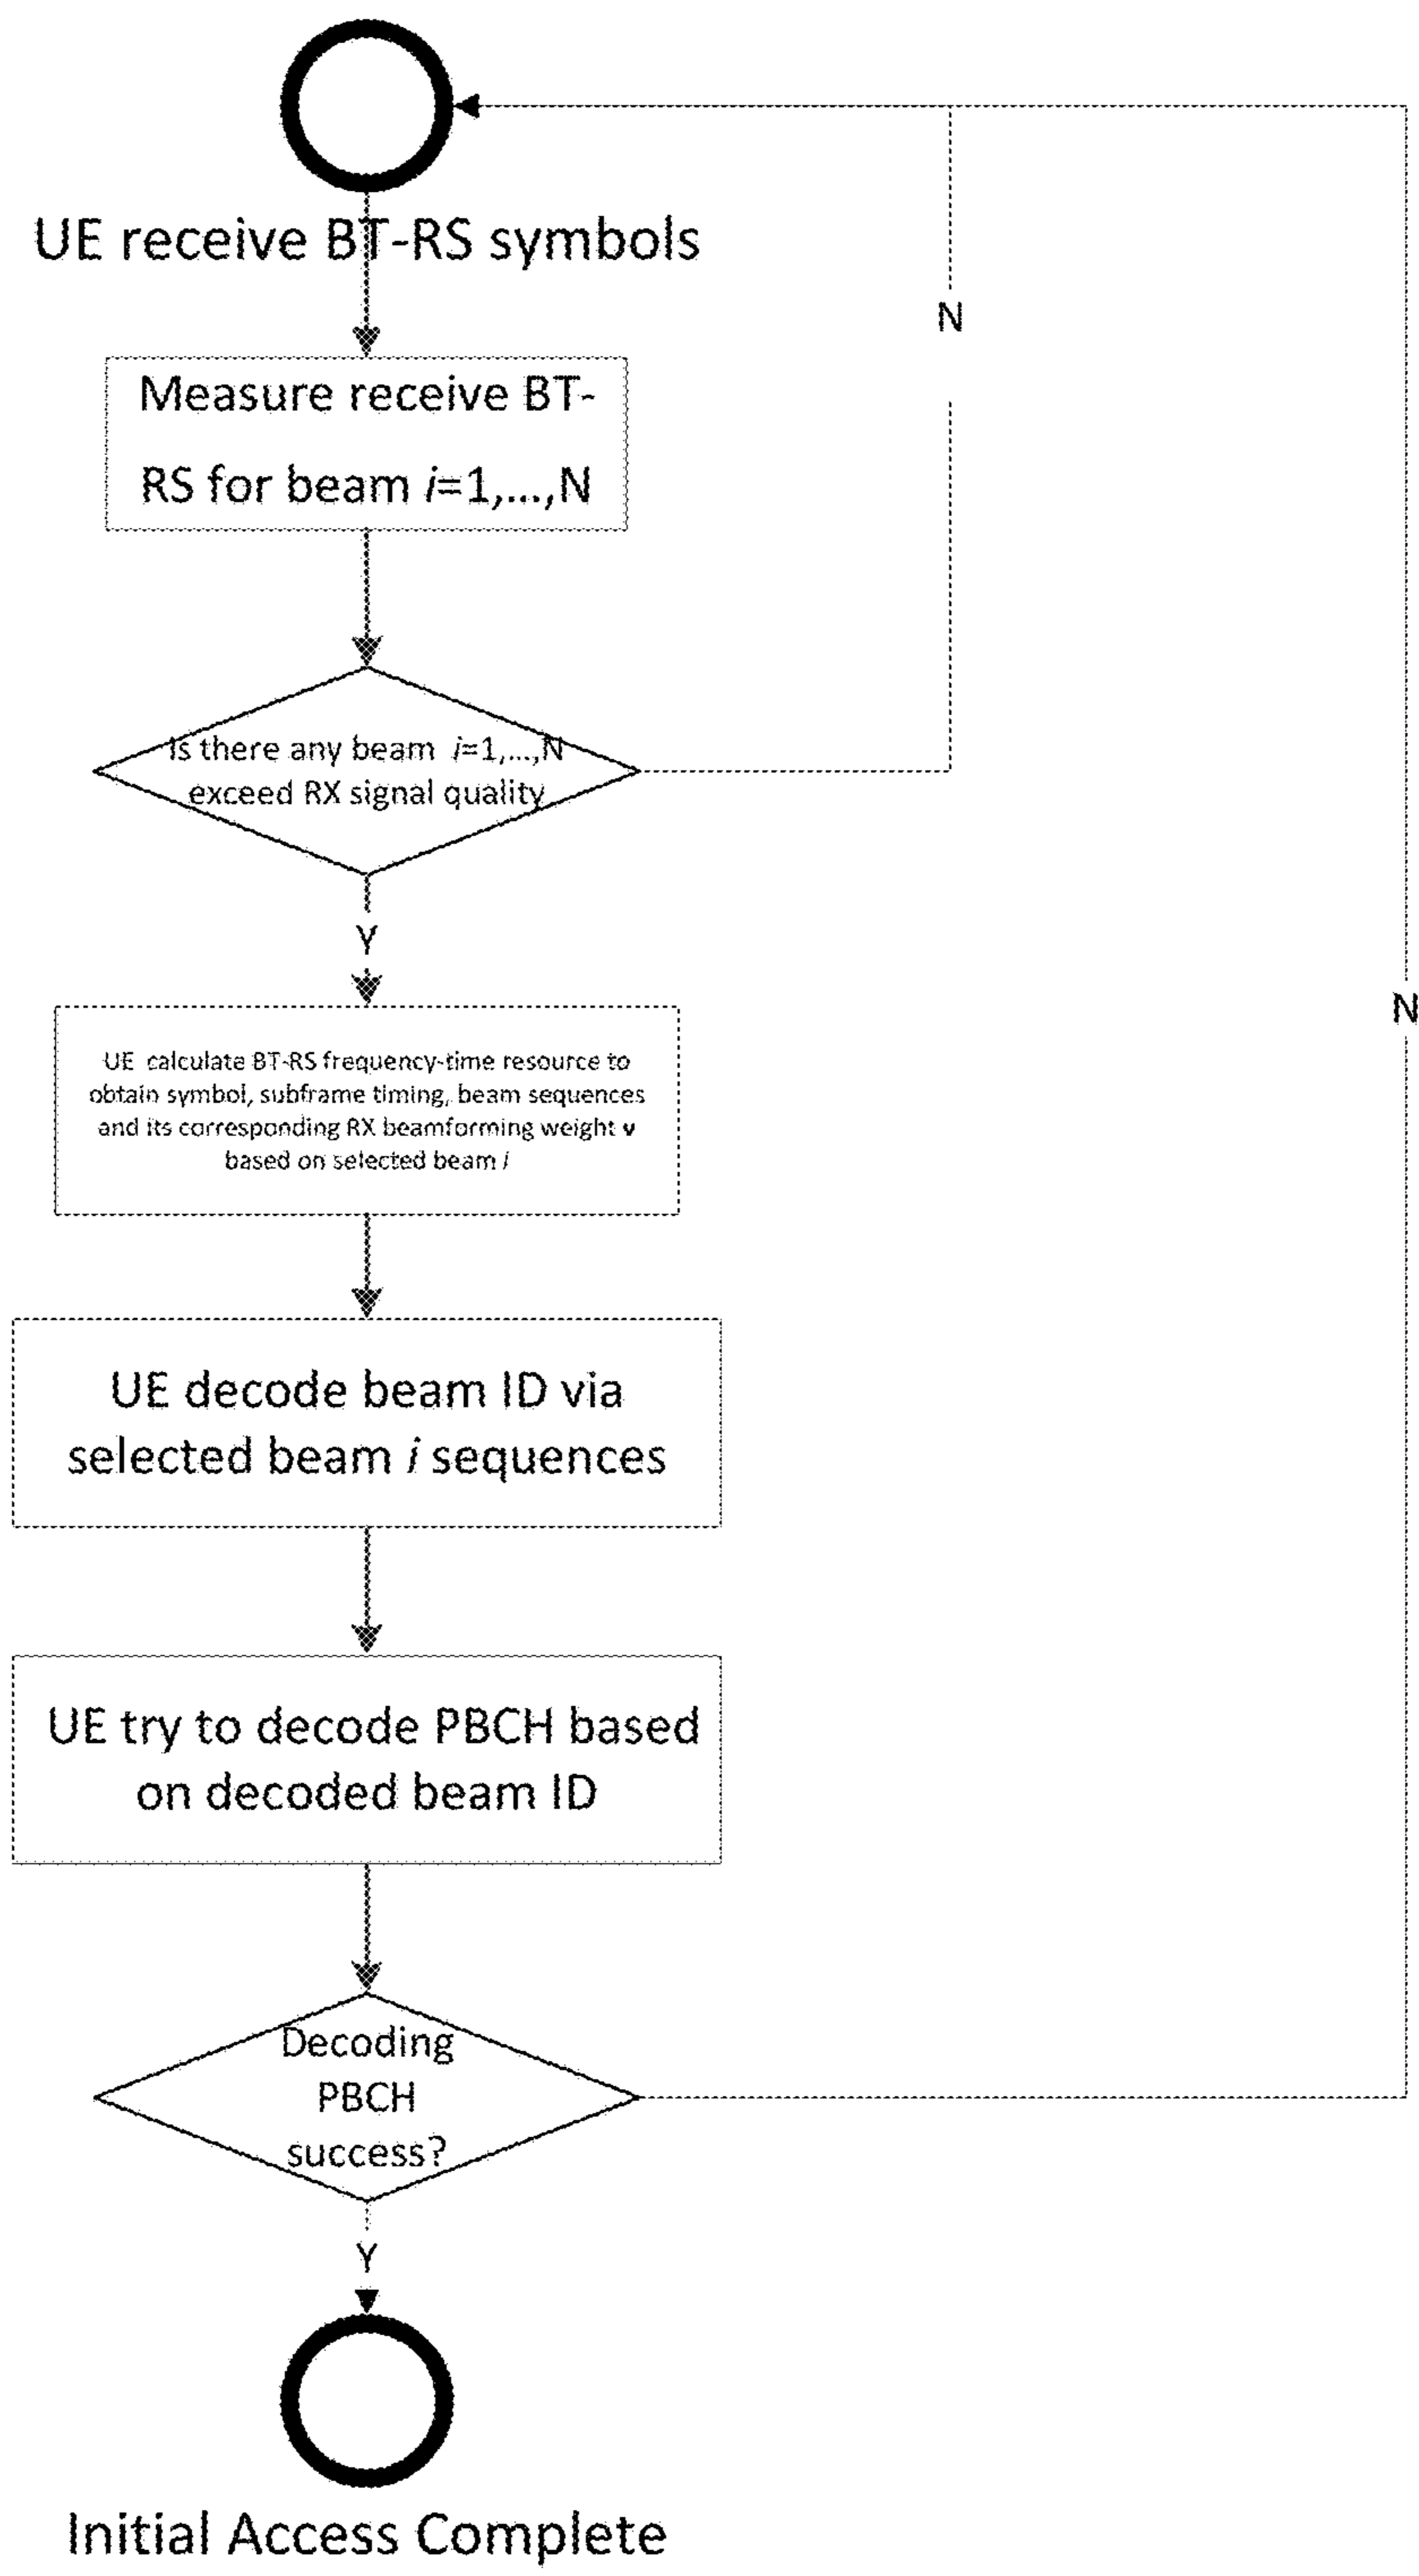 UE receive BT-RS symbols
N
Measure receive BT-
RS for beam i=1,...,N
Is there any beam i=1,...,N
exceed RX signal quality
Y
N
UE calculate BT-RS frequency-time resource to
obtain symbol, subframe timing, beam sequences
and its corresponding RX beamforming weight v
based on selected beam i
UE decode beam ID via
selected beam i sequences
UE try to decode PBCH based
on decoded beam ID
Decoding
PBCH
success?
Y
Initial Access Complete